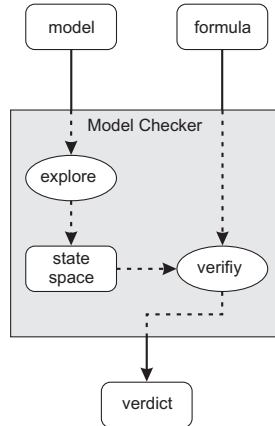 model
formula
Model Checker
explore
state
space
verifiy
verdict